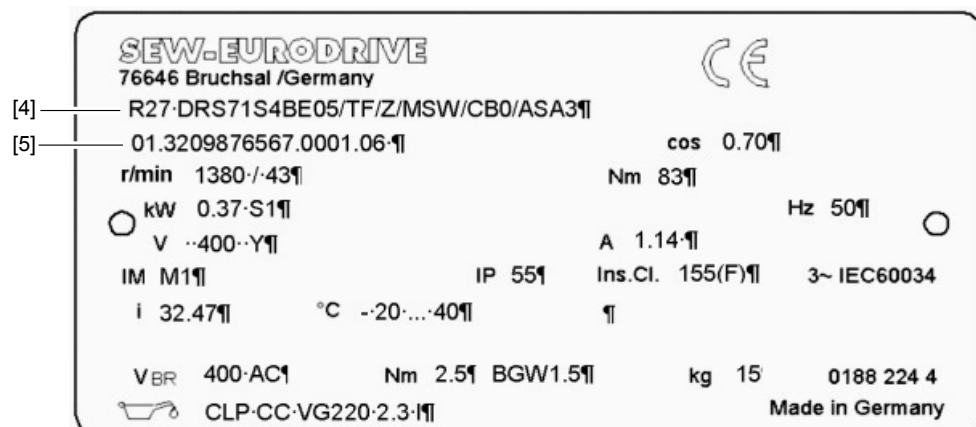 SEW-EURODRIVE
76646 Bruchsal /Germany
CE
[4] R27·DRS71S4BE05/TF/Z/MSW/CB0/ASA3¶
[5] 01.3209876567.0001.06·¶ cos 0.70¶
r/min 1380·/·43¶ Nm 83¶
kW 0.37·S1¶ Hz 50¶
V ··400··Y¶ A 1.14·¶
IM M1¶ IP 55¶ Ins.Cl. 155(F)¶ 3~ IEC60034
i 32.47¶ °C -·20·...·40¶ ¶
VBR 400·AC¶ Nm 2.5¶ BGW1.5¶ kg 15 0188 224 4
CLP·CC·VG220·2.3·l¶ Made in Germany